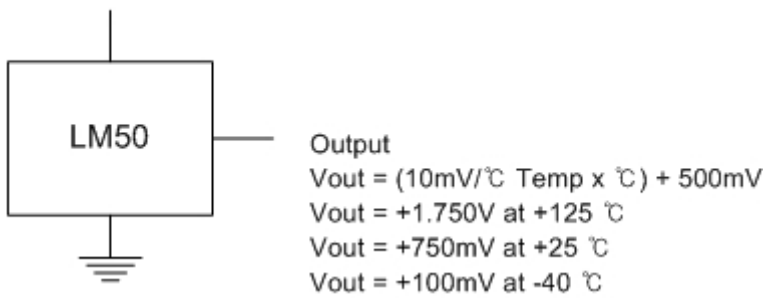 LM50
Output
Vout = (10mV/℃ Temp x ℃) + 500mV
Vout = +1.750V at +125 ℃
Vout = +750mV at +25 ℃
Vout = +100mV at -40 ℃